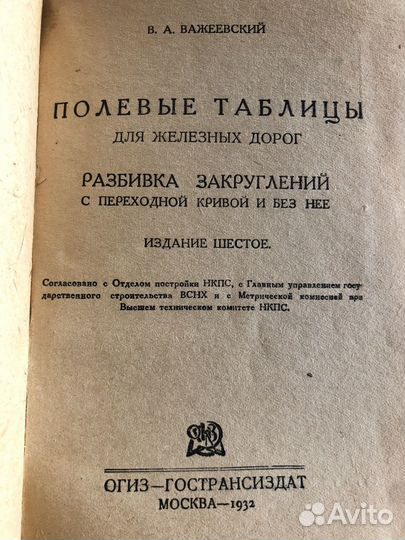 В. А. ВАЖЕЕВСКИЙ
ПОЛЕВЫЕ ТАБЛИЦЫ
ДЛЯ ЖЕЛЕЗНЫХ ДОРОГ
РАЗБИВКА ЗАКРУГЛЕНИЙ
С ПЕРЕХОДНОЙ КРИВОЙ И БЕЗ НЕЕ
ИЗДАНИЕ ШЕСТОЕ.
Согласовано с Отделом постройки НКПС, с Главным управлением госу-
дарственного строительства ВСНХ и с Метрической комиссией при
Высшем техническом комитете НКПС.
ОГИЗ—ГОСТРАНСИЗДАТ
МОСКВА—1932
Avito